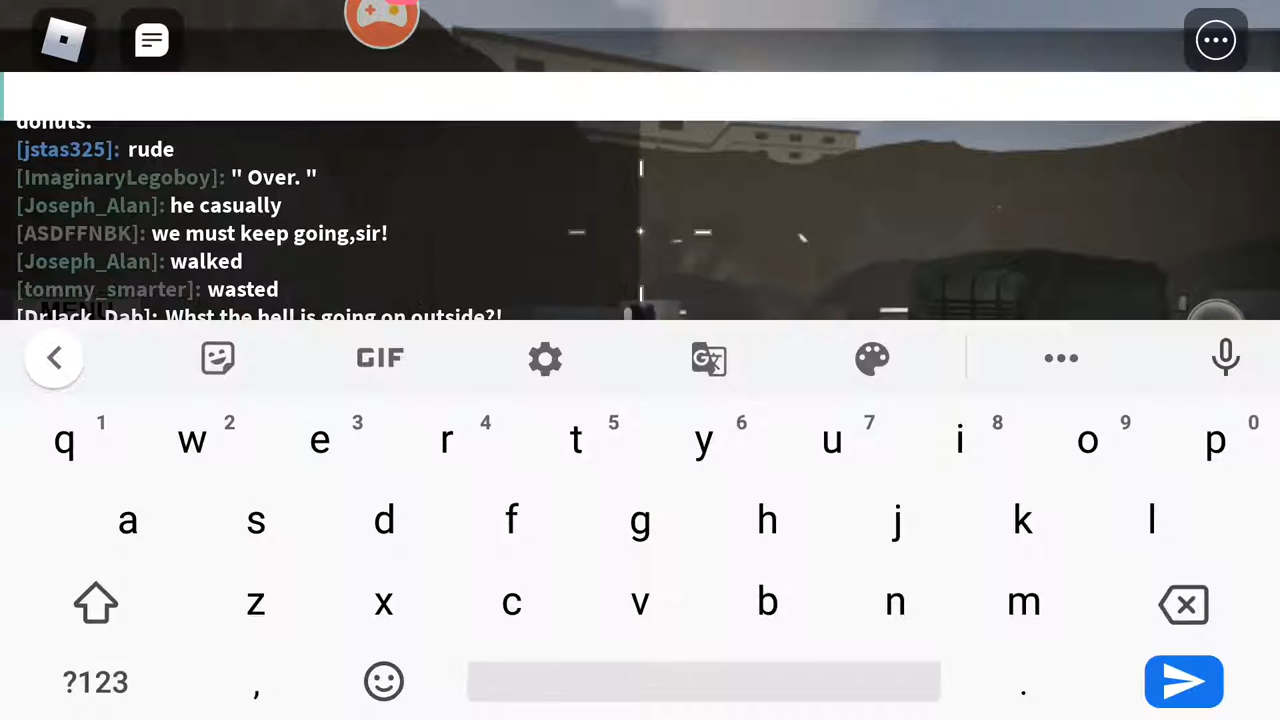 donuts.
[jstas325]: rude
[ImaginaryLegoboy]: " Over. "
[Joseph_Alan]: he casually
[ASDFFNBK]: we must keep going,sir!
[Joseph_Alan]: walked
[tommy_smarter]: wasted
MENU
[DrJack_Dab]: Whst the hell is going on outside?!
GIF
q 1 w 2 e 3 r 4 t 5 y 6 u 7 i 8 o 9 p 0
a s d f g h j k l
z x c v b n m
?123 , .